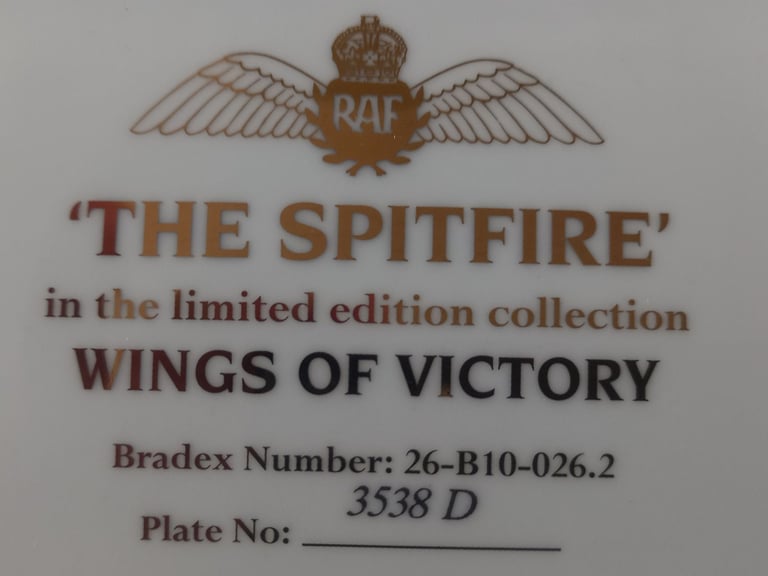 RAF
‘THE SPITFIRE’
in the limited edition collection
WINGS OF VICTORY
Bradex Number: 26-B10-026.2
3538 D
Plate No: